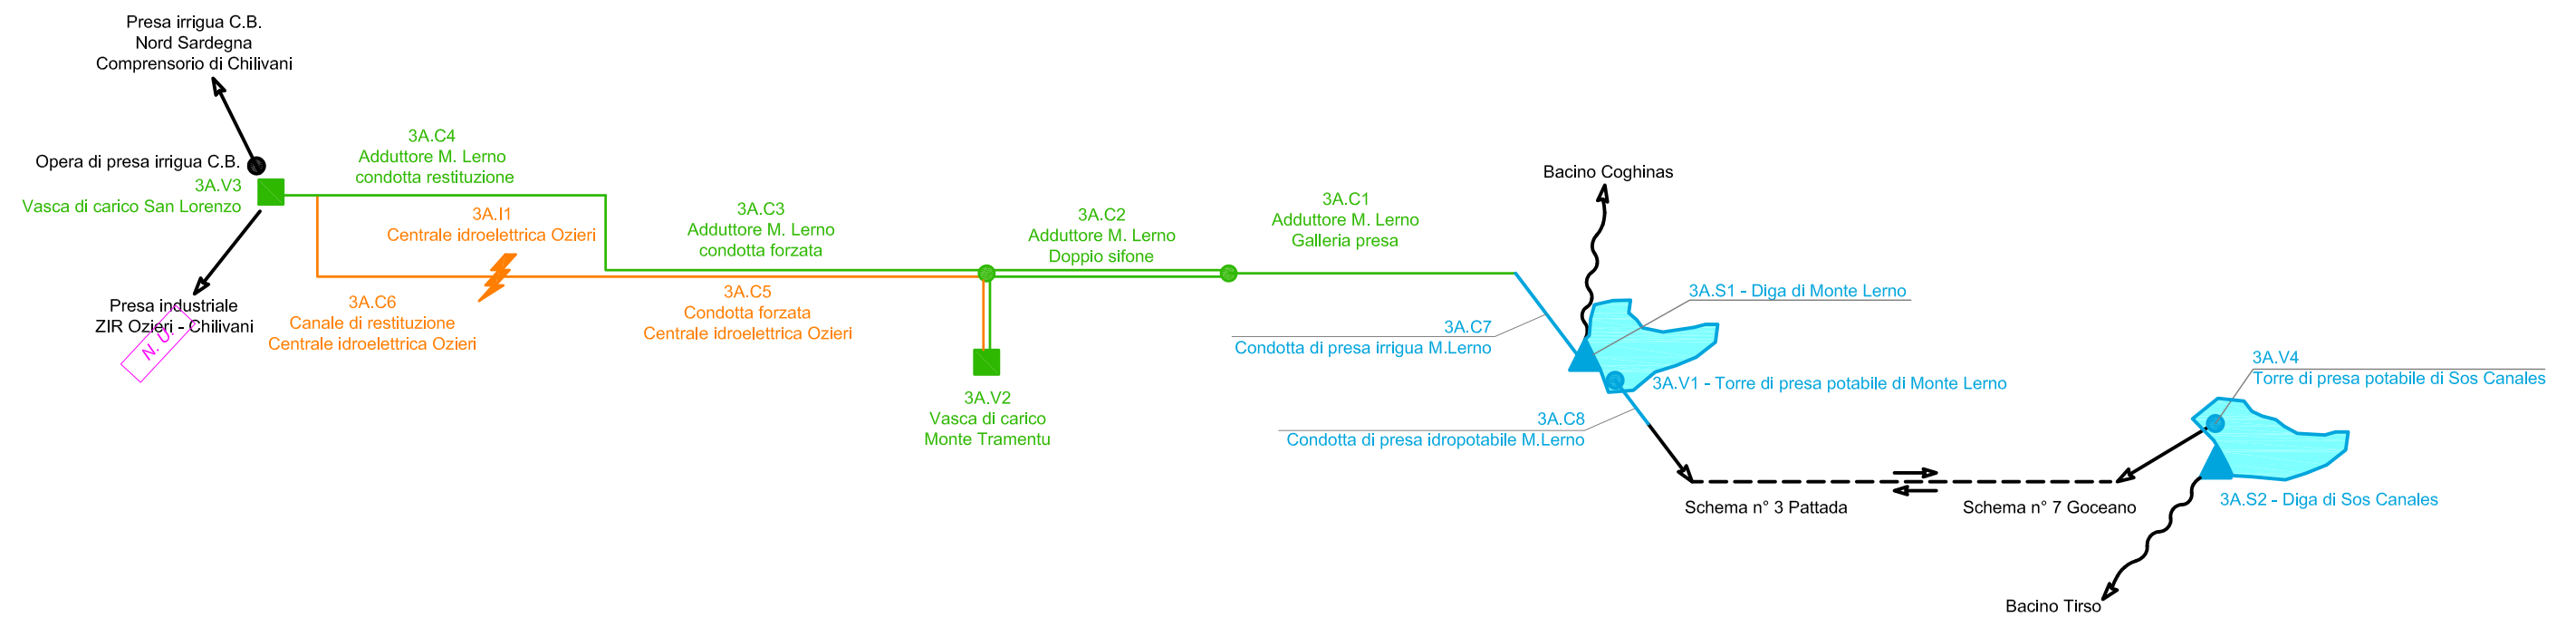 Presa irrigua C.B.
Nord Sardegna
Comprensorio di Chilivani
Opera di presa irrigua C.B.
3A.V3
Vasca di carico San Lorenzo
Presa industriale
ZIR Ozieri - Chilivani
N. U.
3A.C4
Adduttore M. Lerno
condotta restituzione
3A.I1
Centrale idroelettrica Ozieri
3A.C6
Canale di restituzione
Centrale idroelettrica Ozieri
3A.C3
Adduttore M. Lerno
condotta forzata
3A.C5
Condotta forzata
Centrale idroelettrica Ozieri
3A.C2
Adduttore M. Lerno
Doppio sifone
3A.V2
Vasca di carico
Monte Tramentu
3A.C1
Adduttore M. Lerno
Galleria presa
Bacino Coghinas
3A.S1 - Diga di Monte Lerno
3A.C7
Condotta di presa irrigua M.Lerno
3A.V1 - Torre di presa potabile di Monte Lerno
3A.C8
Condotta di presa idropotabile M.Lerno
Schema n° 3 Pattada
Schema n° 7 Goceano
3A.V4
Torre di presa potabile di Sos Canales
3A.S2 - Diga di Sos Canales
Bacino Tirso